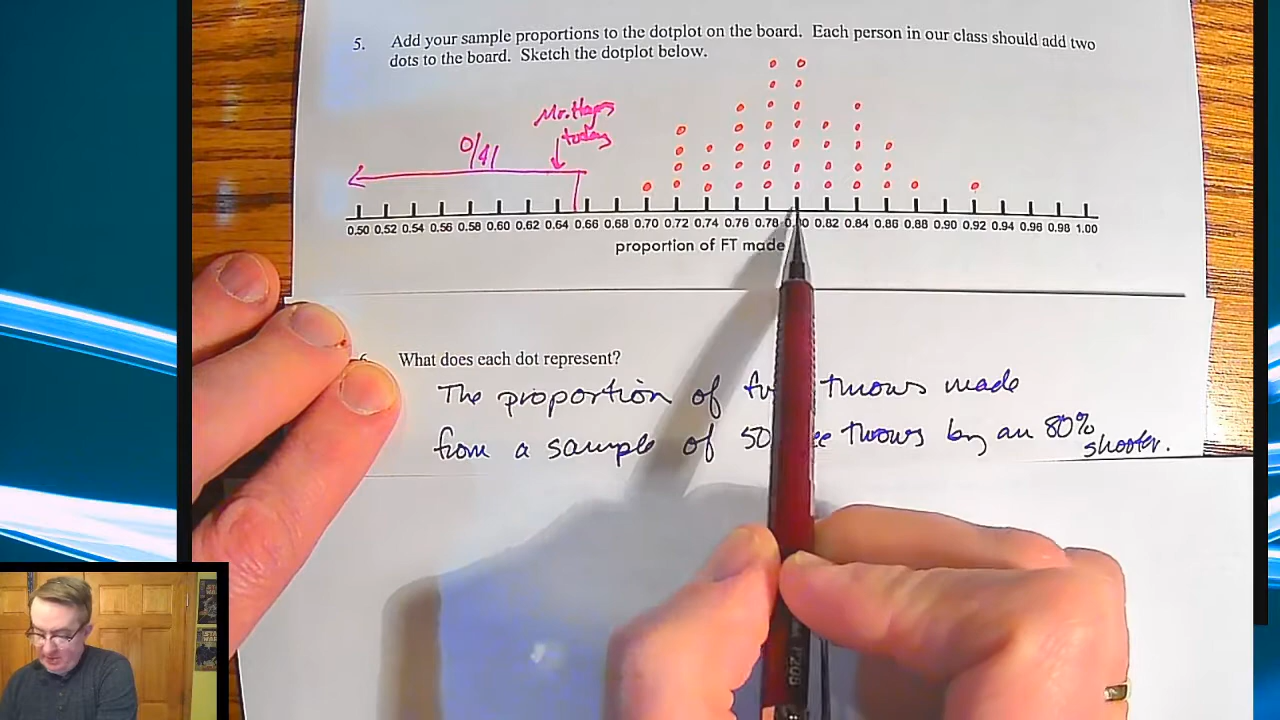 5. Add your sample proportions to the dotplot on the board. Each person in our class should add two
dots to the board. Sketch the dotplot below.
Mr.
today
0/41
0.50 0.52 0.54 0.56 0.58 0.60 0.62 0.64 0.66 0.68 0.70 0.72 0.74 0.76 0.78 0.82 0.84 0.86 0.88 0.90 0.92 0.94 0.96 0.98 1.00
proportion of FT made
What does each dot represent?
The proportion of throws made
from a sample of 50 throws by an 80%
shooter.